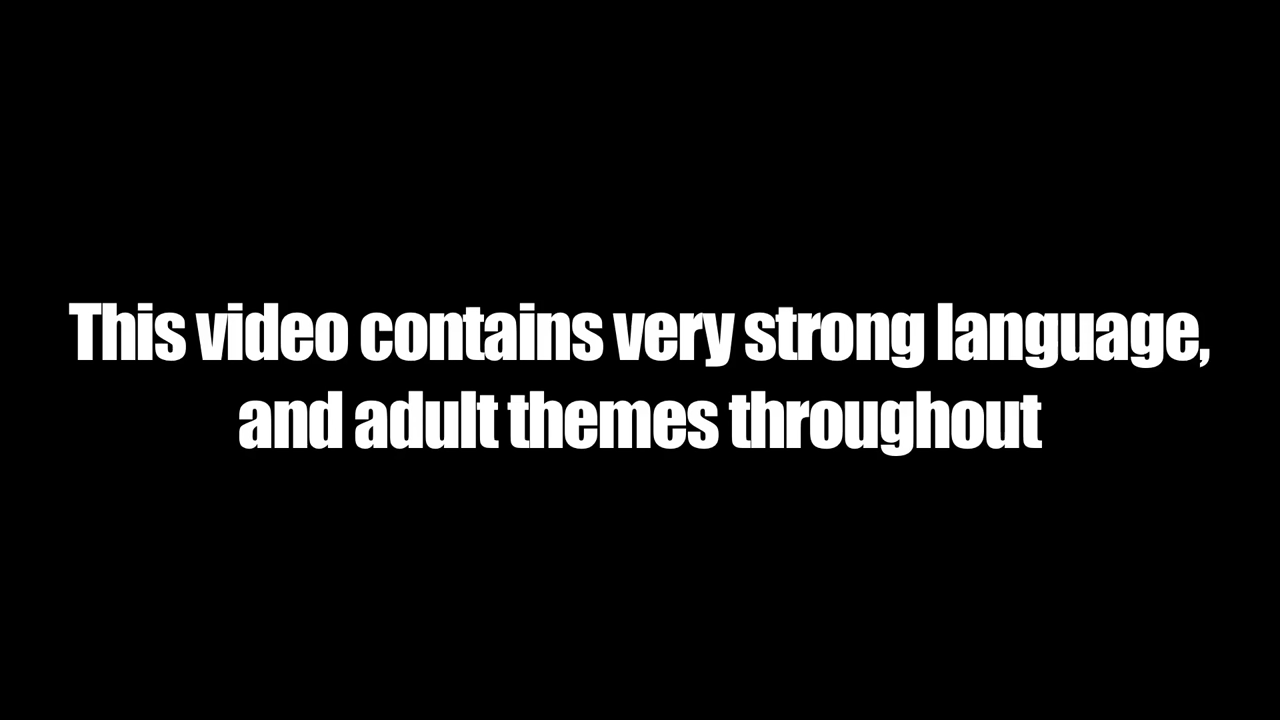 This video contains very strong language,
and adult themes throughout